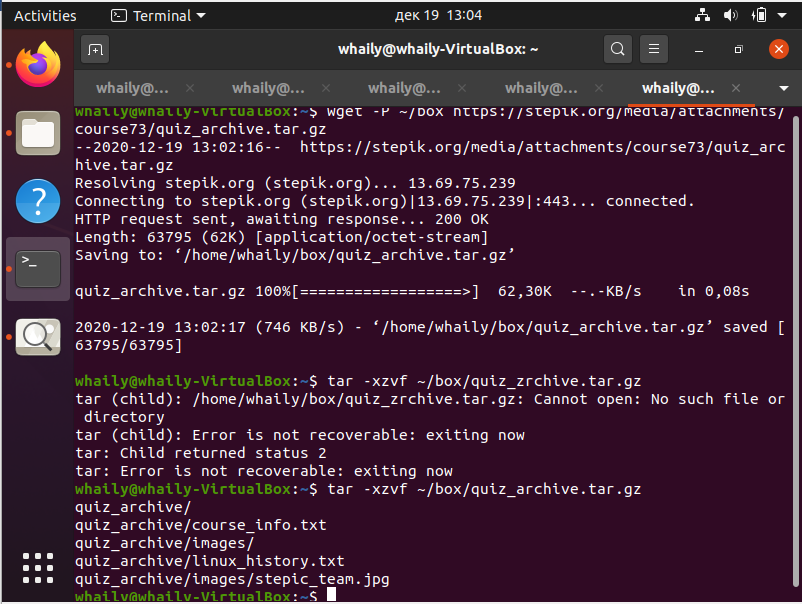 Activities Terminal дек 19 13:04
whaily@whaily-VirtualBox: ~
whaily@... whaily@... whaily@... whaily@... whaily@...
whaily@whaily-VirtualBox:~$ wget -P ~/box https://stepik.org/media/attachments/
course73/quiz_archive.tar.gz
--2020-12-19 13:02:16-- https://stepik.org/media/attachments/course73/quiz_arc
hive.tar.gz
Resolving stepik.org (stepik.org)... 13.69.75.239
Connecting to stepik.org (stepik.org)|13.69.75.239|:443... connected.
HTTP request sent, awaiting response... 200 OK
Length: 63795 (62K) [application/octet-stream]
Saving to: ‘/home/whaily/box/quiz_archive.tar.gz’
quiz_archive.tar.gz 100%[==================>] 62,30K --.-KB/s in 0,08s
2020-12-19 13:02:17 (746 KB/s) - ‘/home/whaily/box/quiz_archive.tar.gz’ saved [
63795/63795]
whaily@whaily-VirtualBox:~$ tar -xzvf ~/box/quiz_zrchive.tar.gz
tar (child): /home/whaily/box/quiz_zrchive.tar.gz: Cannot open: No such file or
directory
tar (child): Error is not recoverable: exiting now
tar: Child returned status 2
tar: Error is not recoverable: exiting now
whaily@whaily-VirtualBox:~$ tar -xzvf ~/box/quiz_archive.tar.gz
quiz_archive/
quiz_archive/course_info.txt
quiz_archive/images/
quiz_archive/linux_history.txt
quiz_archive/images/stepic_team.jpg
whaily@whaily-VirtualBox:~$